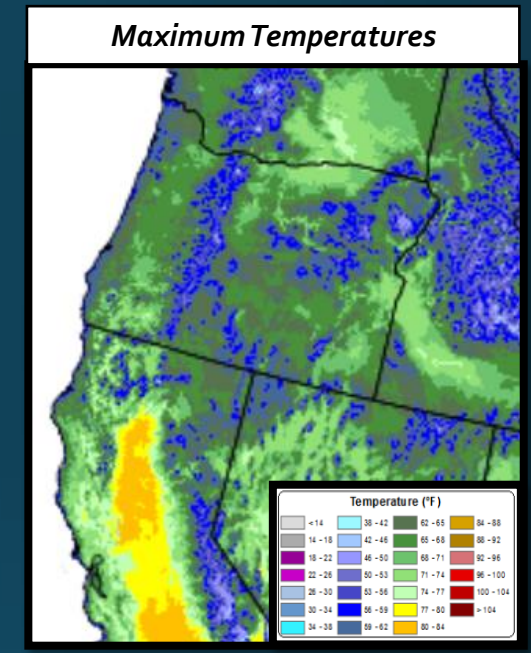 Maximum Temperatures
Temperature (°F)
< 14 38 - 42 62 - 65 84 - 88
14 - 18 42 - 46 65 - 68 88 - 92
18 - 22 46 - 50 68 - 71 92 - 96
22 - 26 50 - 53 71 - 74 96 - 100
26 - 30 53 - 56 74 - 77 100 - 104
30 - 34 56 - 59 77 - 80 > 104
34 - 38 59 - 62 80 - 84